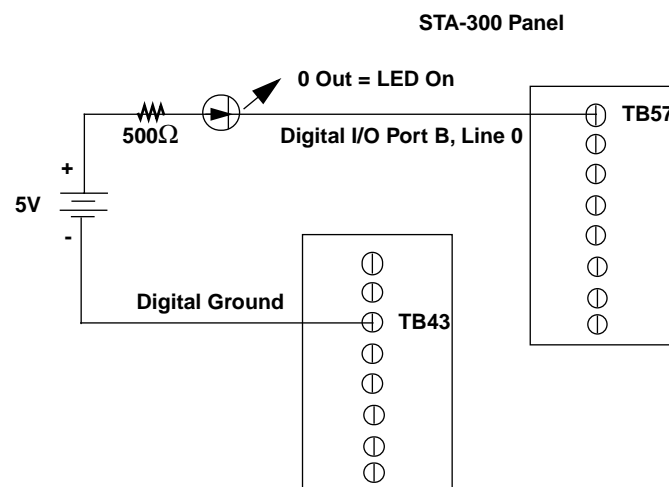 STA-300 Panel
0 Out = LED On
TB57
500Ω
Digital I/O Port B, Line 0
+
5V
-
Digital Ground
TB43